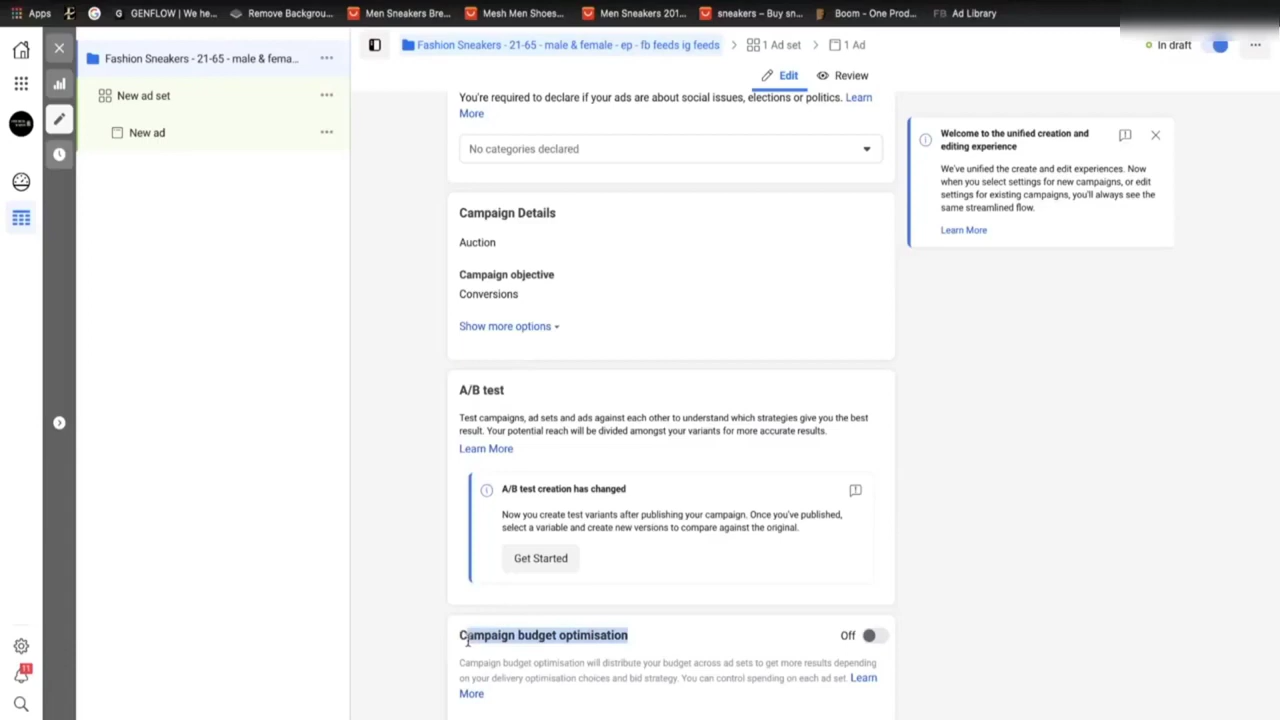 Apps
G
GENFLOW | We he...
Remove Backgrou...
Men Sneakers Bre...
Mesh Men Shoes...
Men Sneakers 201...
sneakers – Buy sn...
Boom - One Prod...
FB Ad Library
Fashion Sneakers - 21-65 - male & fema...
New ad set
New ad
Fashion Sneakers - 21-65 - male & female - ep - fb feeds ig feeds
1 Ad set
1 Ad
In draft
Edit
Review
You're required to declare if your ads are about social issues, elections or politics. Learn
More
No categories declared
Campaign Details
Auction
Campaign objective
Conversions
Show more options
A/B test
Test campaigns, ad sets and ads against each other to understand which strategies give you the best
result. Your potential reach will be divided amongst your variants for more accurate results.
Learn More
A/B test creation has changed
Now you create test variants after publishing your campaign. Once you've published,
select a variable and create new versions to compare against the original.
Get Started
Campaign budget optimisation
Off
Campaign budget optimisation will distribute your budget across ad sets to get more results depending
on your delivery optimisation choices and bid strategy. You can control spending on each ad set. Learn
More
Welcome to the unified creation and
editing experience
We've unified the create and edit experiences. Now
when you select settings for new campaigns, or edit
settings for existing campaigns, you'll always see the
same streamlined flow.
Learn More
11